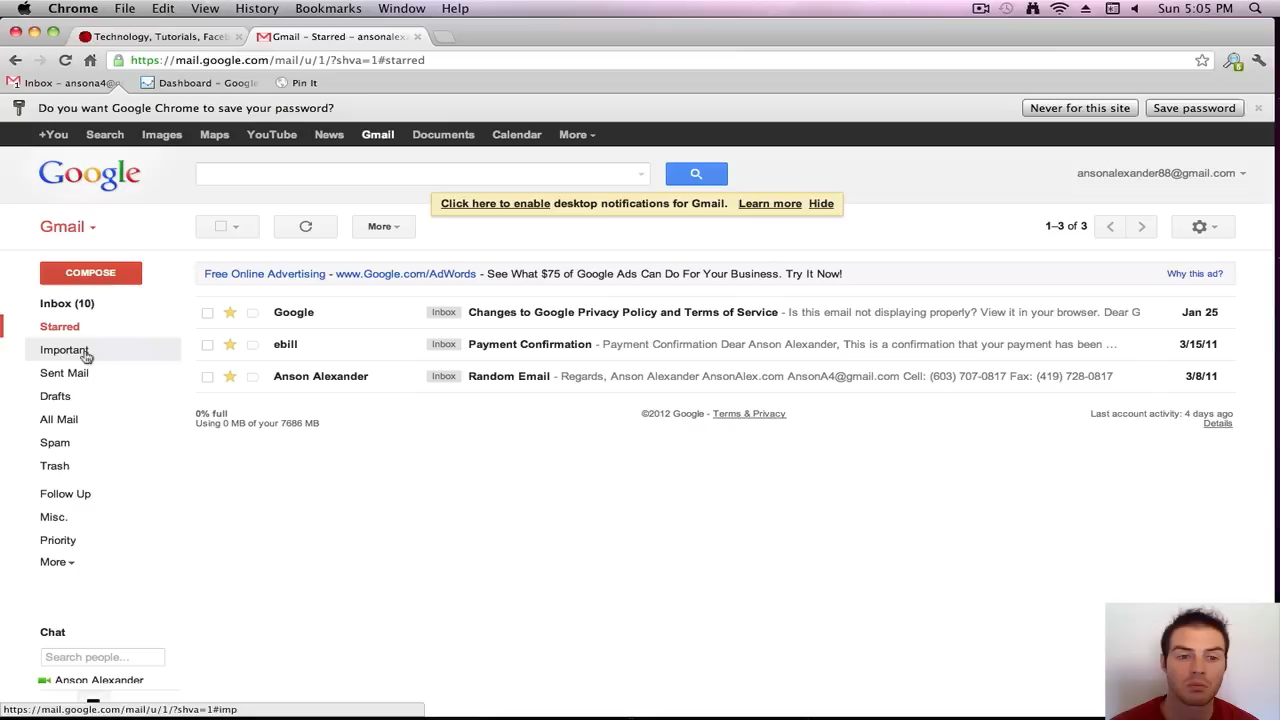 Chrome File Edit View History Bookmarks Window Help Sun 5:05 PM
Technology, Tutorials, Faceb Gmail – Starred – ansonalexa
https://mail.google.com/mail/u/1/?shva=1#starred
Inbox – ansona4@ Dashboard – Google Pin It
Do you want Google Chrome to save your password? Never for this site Save password
+You Search Images Maps YouTube News Gmail Documents Calendar More
Google ansonalexander88@gmail.com
Click here to enable desktop notifications for Gmail. Learn more Hide
Gmail More 1–3 of 3
COMPOSE
Free Online Advertising - www.Google.com/AdWords - See What $75 of Google Ads Can Do For Your Business. Try It Now! Why this ad?
Inbox (10)
Starred
Important
Sent Mail
Drafts
All Mail
Spam
Trash
Follow Up
Misc.
Priority
More
Google Inbox Changes to Google Privacy Policy and Terms of Service - Is this email not displaying properly? View it in your browser. Dear G Jan 25
ebill Inbox Payment Confirmation - Payment Confirmation Dear Anson Alexander, This is a confirmation that your payment has been ... 3/15/11
Anson Alexander Inbox Random Email - Regards, Anson Alexander AnsonAlex.com AnsonA4@gmail.com Cell: (603) 707-0817 Fax: (419) 728-0817 3/8/11
0% full
Using 0 MB of your 7686 MB
©2012 Google - Terms & Privacy
Last account activity: 4 days ago
Details
Chat
Search people...
Anson Alexander
https://mail.google.com/mail/u/1/?shva=1#imp